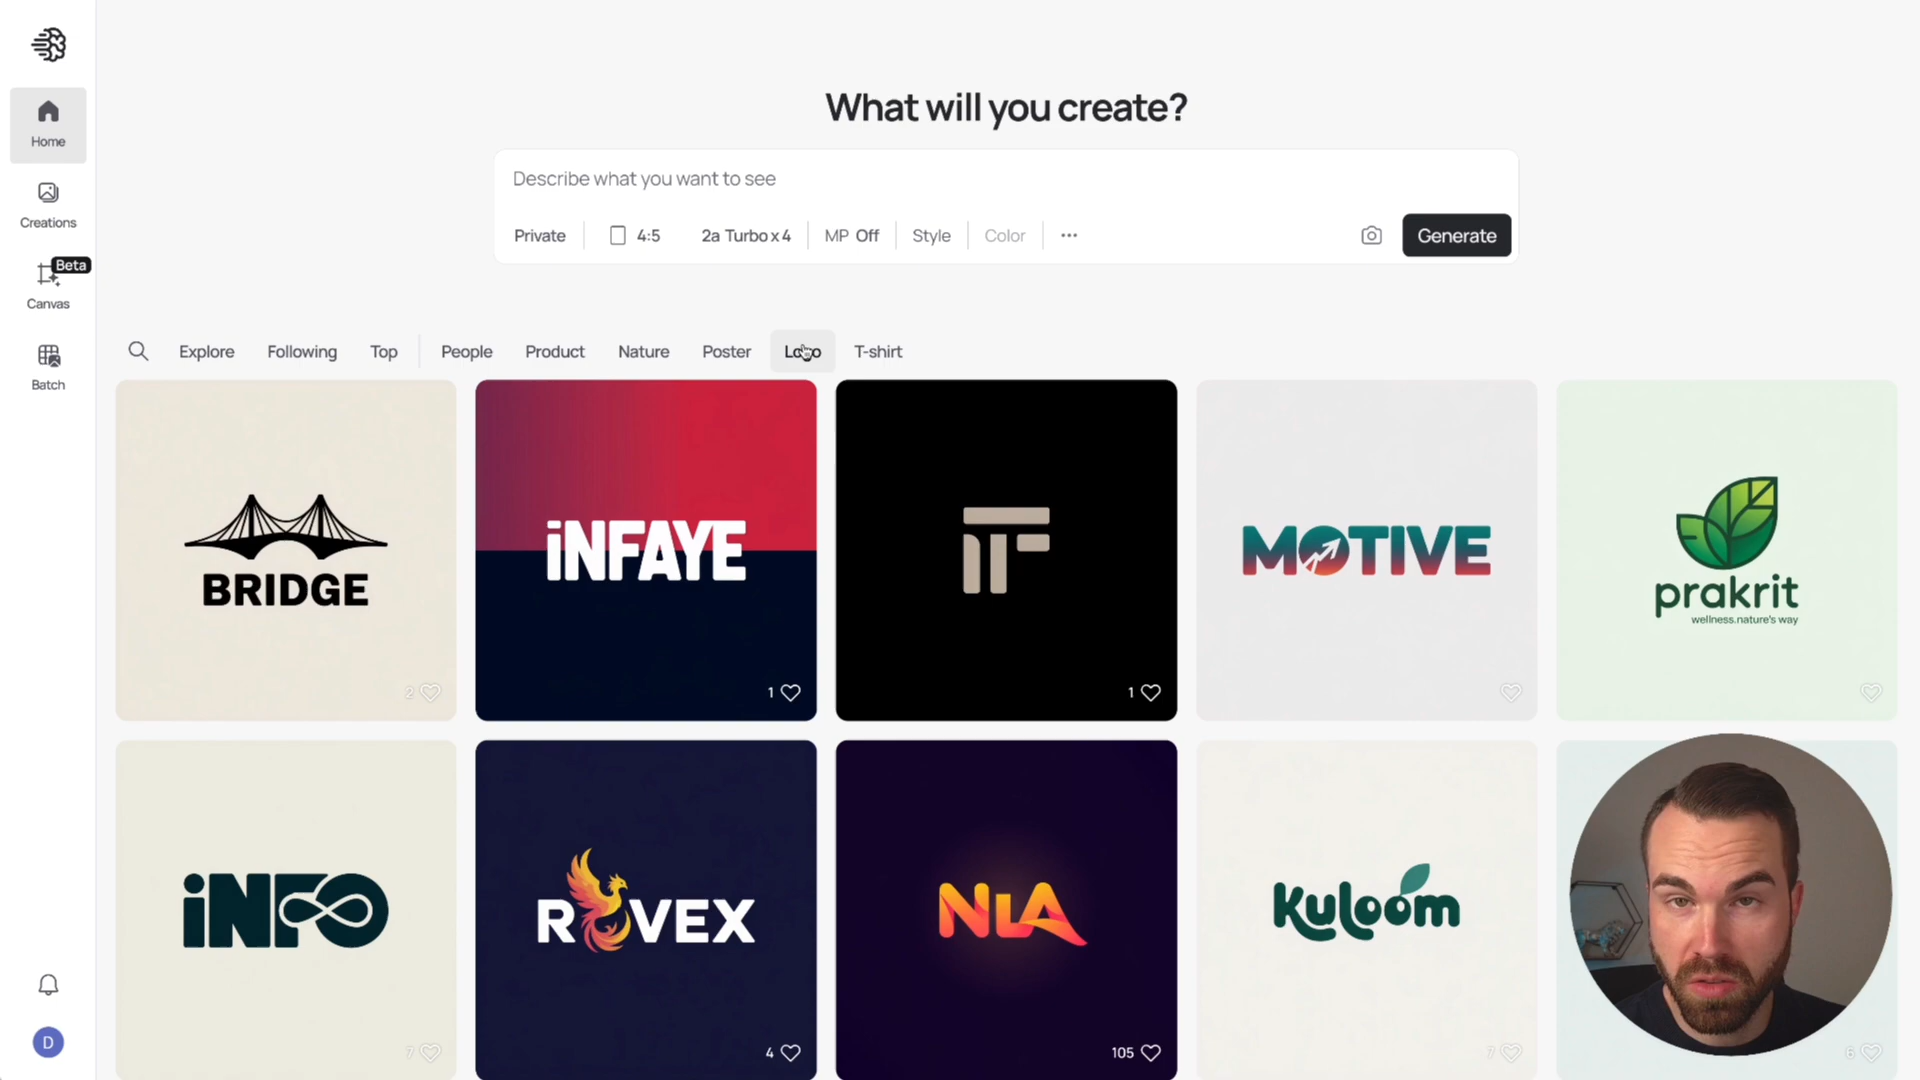 What will you create?
Describe what you want to see
Private 4:5 2a Turbo x 4 MP Off Style Color ··· Generate
Home
Creations
Beta
Canvas
Batch
Explore Following Top People Product Nature Poster Logo T-shirt
BRIDGE
2
iNFAYE
1
1
MOTIVE
prakrit
wellness.nature's way
iNFO
7
ROVEX
4
NLA
105
Kuloom
7
6
D